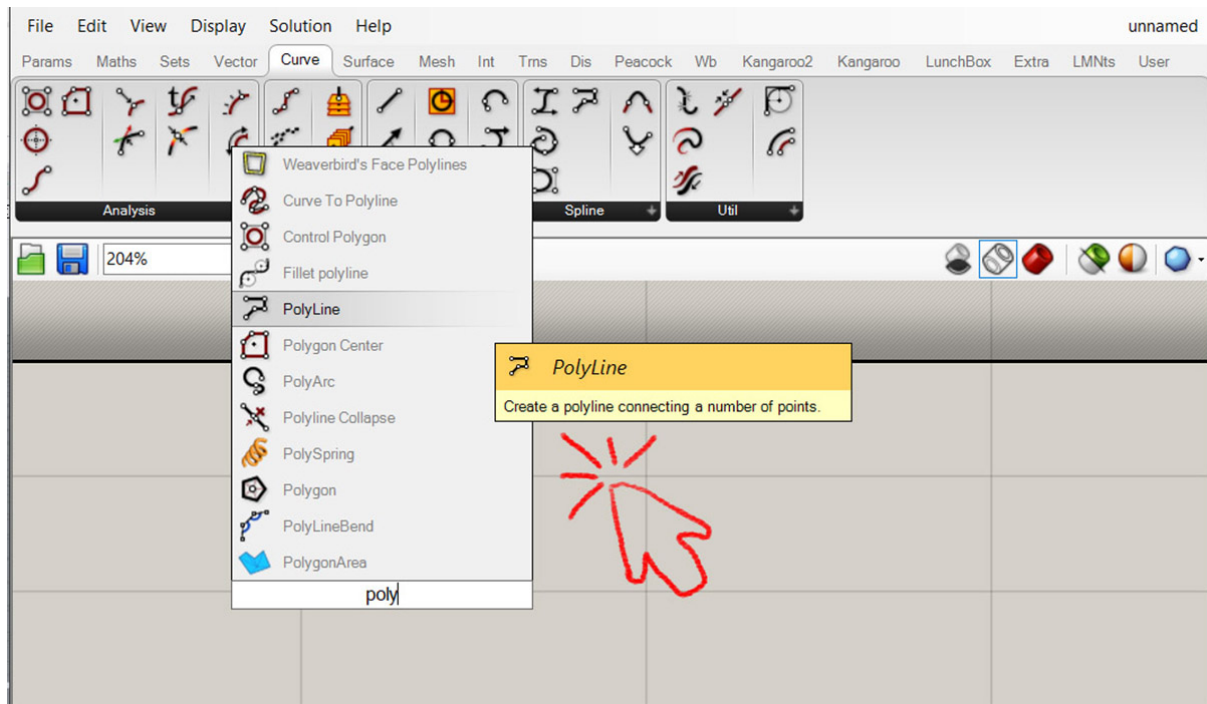 File Edit View Display Solution Help unnamed
Params Maths Sets Vector Curve Surface Mesh Int Trns Dis Peacock Wb Kangaroo2 Kangaroo LunchBox Extra LMNts User
Analysis Spline Util
204%
Weaverbird's Face Polylines
Curve To Polyline
Control Polygon
Fillet polyline
PolyLine
Polygon Center
PolyArc
Polyline Collapse
PolySpring
Polygon
PolyLineBend
PolygonArea
poly
PolyLine
Create a polyline connecting a number of points.